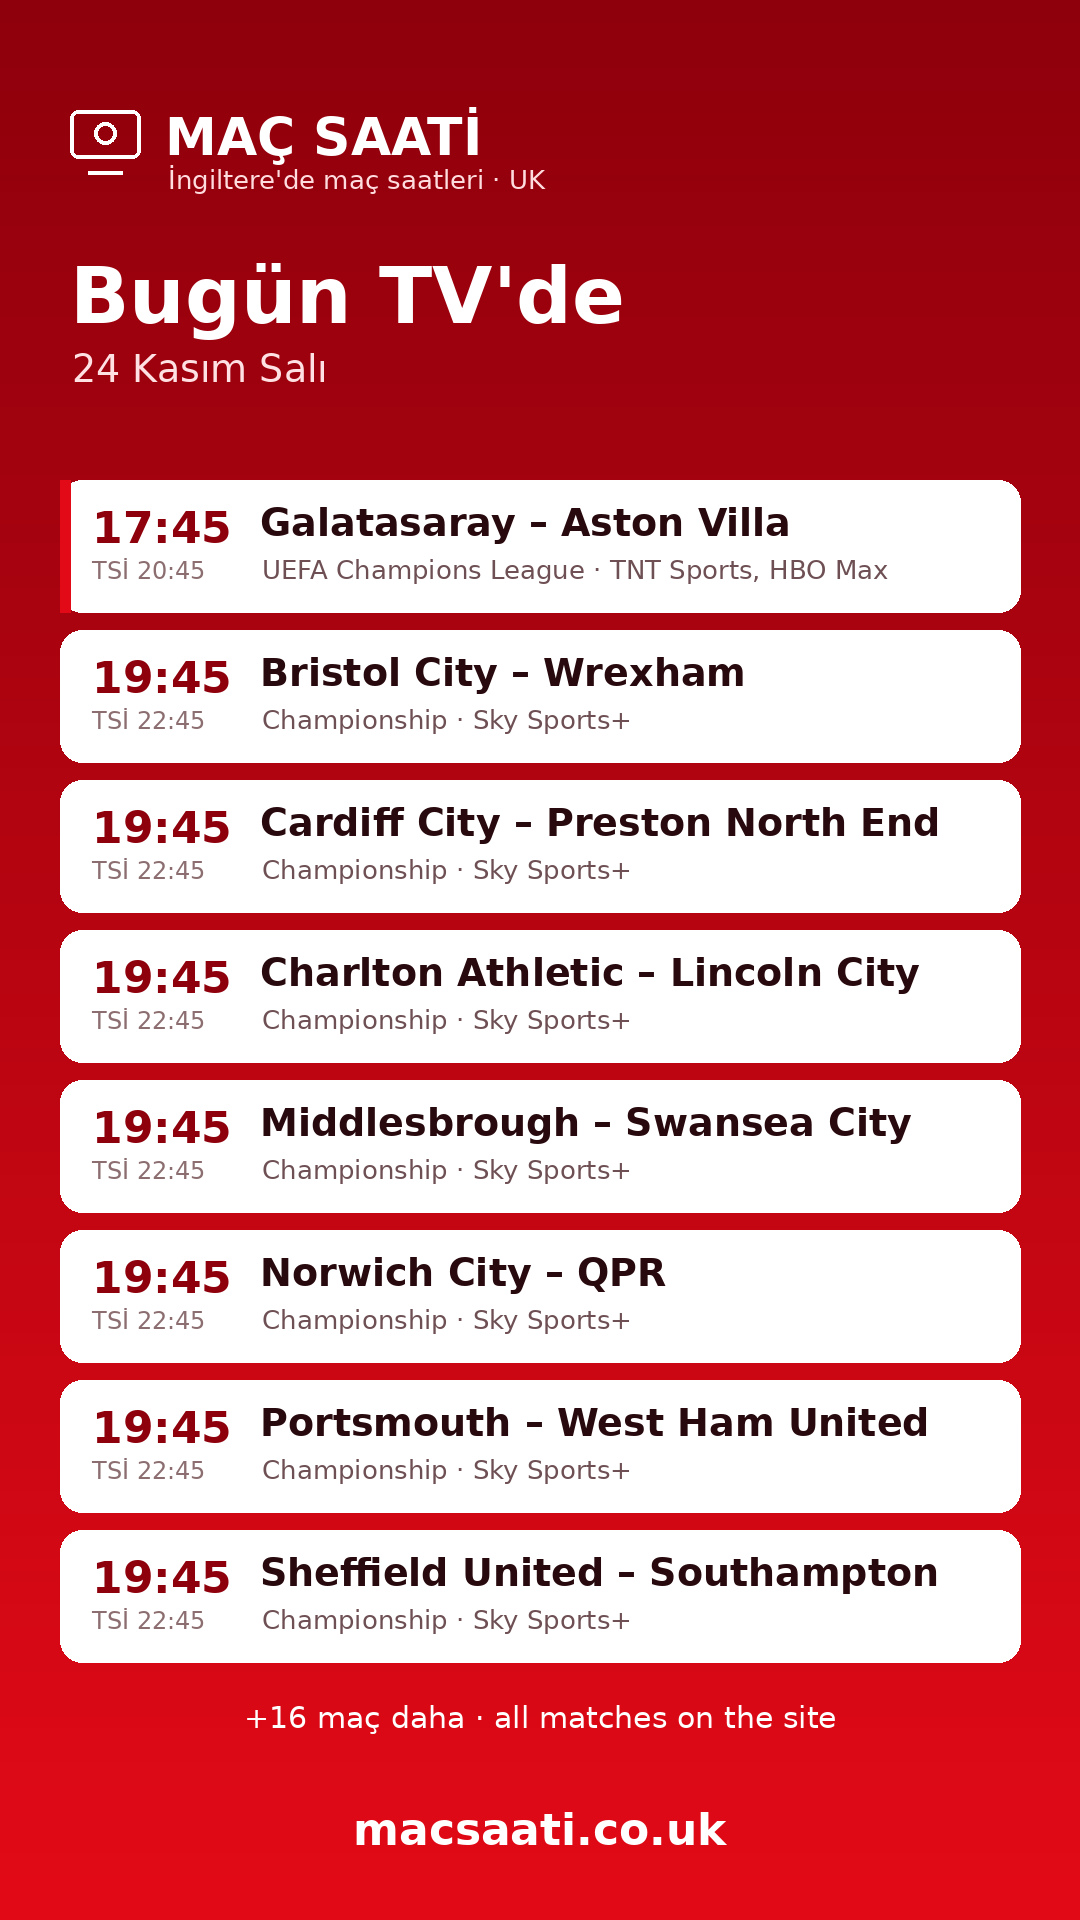 MAÇ SAATİ
İngiltere'de maç saatleri · UK
Bugün TV'de
24 Kasım Salı
17:45 Galatasaray – Aston Villa
TSİ 20:45 UEFA Champions League · TNT Sports, HBO Max
19:45 Bristol City – Wrexham
TSİ 22:45 Championship · Sky Sports+
19:45 Cardiff City – Preston North End
TSİ 22:45 Championship · Sky Sports+
19:45 Charlton Athletic – Lincoln City
TSİ 22:45 Championship · Sky Sports+
19:45 Middlesbrough – Swansea City
TSİ 22:45 Championship · Sky Sports+
19:45 Norwich City – QPR
TSİ 22:45 Championship · Sky Sports+
19:45 Portsmouth – West Ham United
TSİ 22:45 Championship · Sky Sports+
19:45 Sheffield United – Southampton
TSİ 22:45 Championship · Sky Sports+
+16 maç daha · all matches on the site
macsaati.co.uk